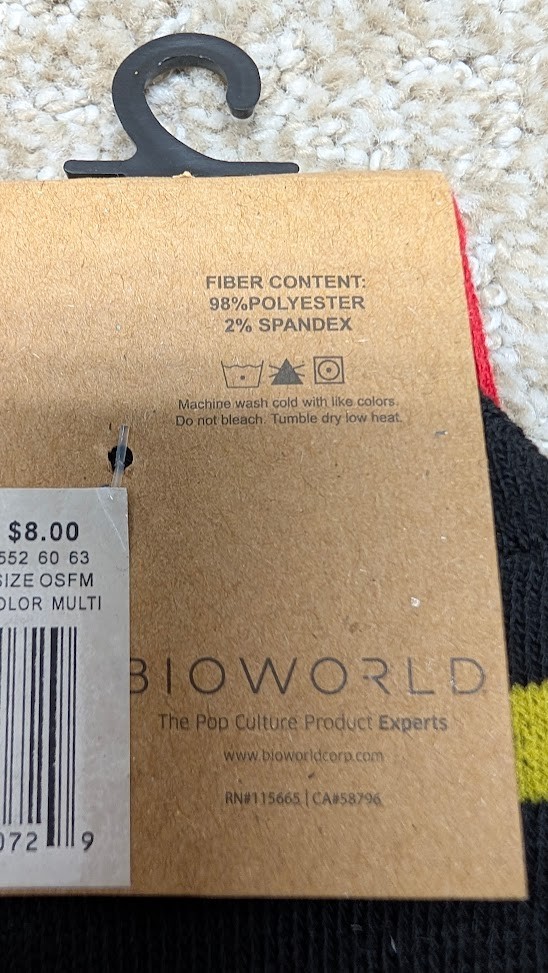 FIBER CONTENT:
98%POLYESTER
2% SPANDEX
Machine wash cold with like colors.
Do not bleach. Tumble dry low heat.
$8.00
552 60 63
SIZE OSFM
OLOR MULTI
072 9
BIOWORLD
The Pop Culture Product Experts
www.bioworldcorp.com
RN#115665 | CA#58796